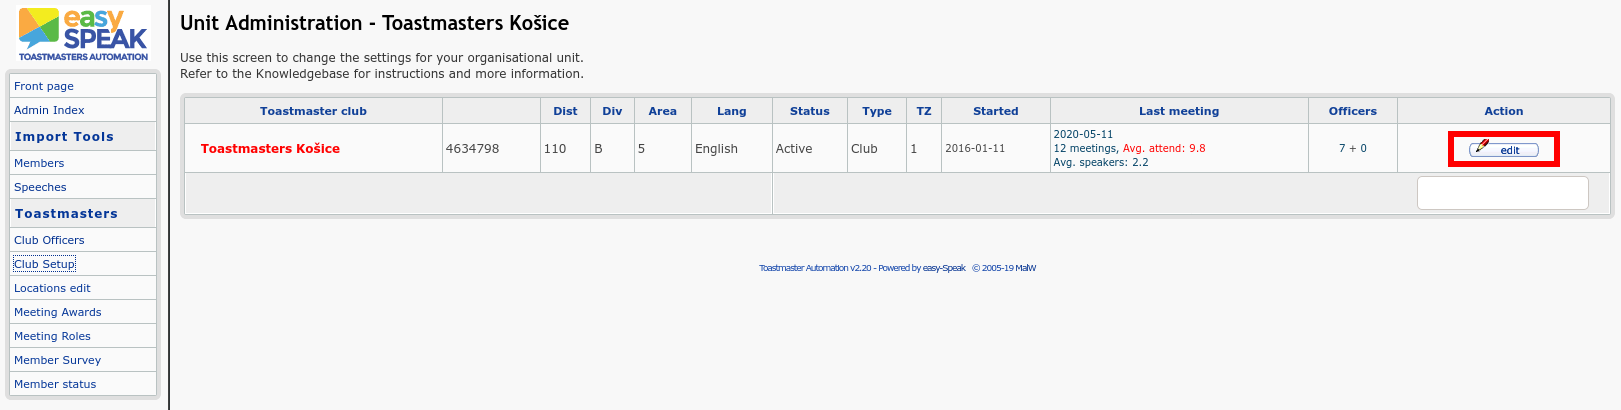 easy
SPEAK
TOASTMASTERS AUTOMATION
Front page
Admin Index
Import Tools
Members
Speeches
Toastmasters
Club Officers
Club Setup
Locations edit
Meeting Awards
Meeting Roles
Member Survey
Member status
Unit Administration - Toastmasters Košice
Use this screen to change the settings for your organisational unit.
Refer to the Knowledgebase for instructions and more information.
Toastmaster club Dist Div Area Lang Status Type TZ Started Last meeting Officers Action
Toastmasters Košice 4634798 110 B 5 English Active Club 1 2016-01-11 2020-05-11
12 meetings, Avg. attend: 9.8
Avg. speakers: 2.2
7 + 0 edit
Toastmaster Automation v2.20 - Powered by easy-Speak © 2005-19 MalW